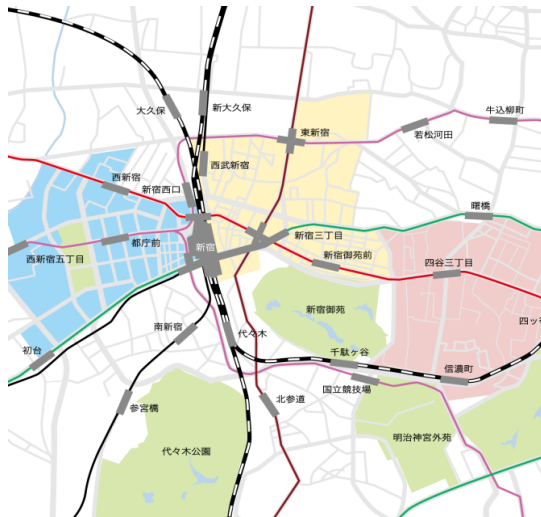 大久保
新大久保
東新宿
若松河田
牛込柳町
西武新宿
西新宿
新宿西口
曙橋
都庁前
新宿
新宿三丁目
西新宿五丁目
新宿御苑前
四谷三丁目
新宿御苑
四ッ
南新宿
代々木
初台
千駄ヶ谷
信濃町
国立競技場
参宮橋
北参道
代々木公園
明治神宮外苑